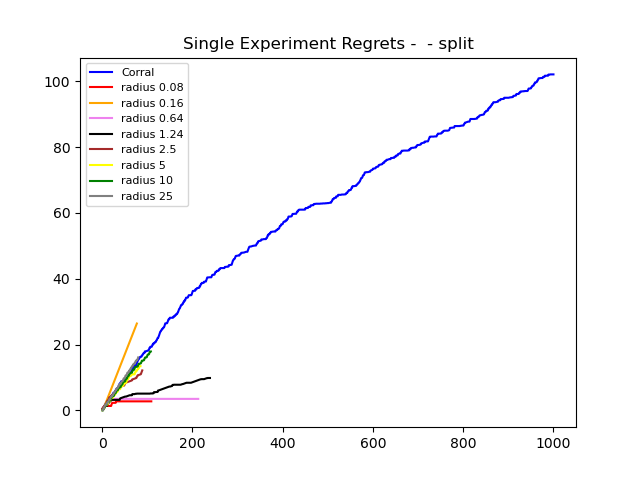 Single Experiment Regrets -  - split
Corral
radius 0.08
radius 0.16
radius 0.64
radius 1.24
radius 2.5
radius 5
radius 10
radius 25
100
80
60
40
20
0
0 200 400 600 800 1000